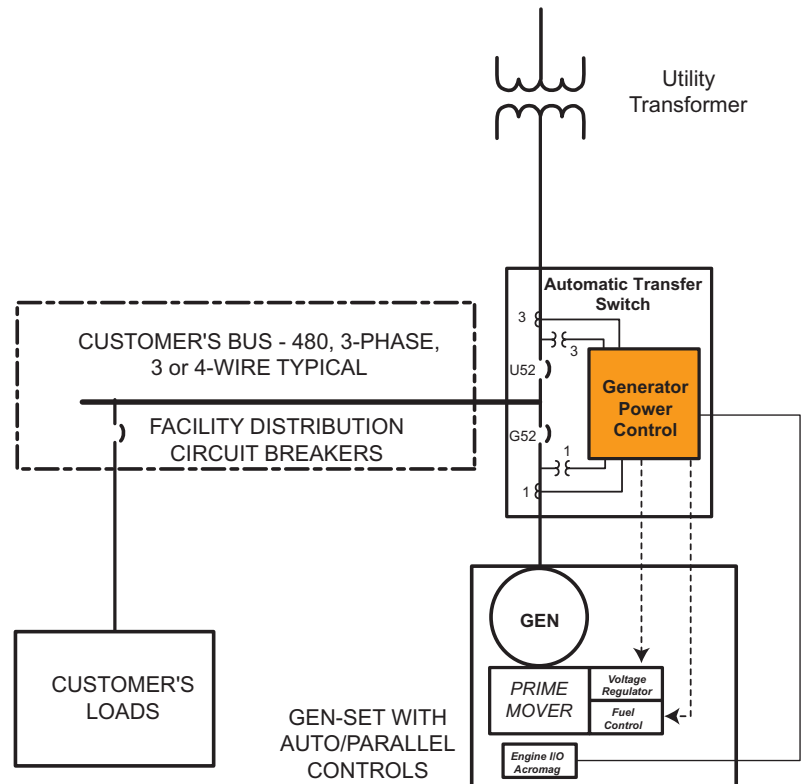 Utility
Transformer
Automatic Transfer
Switch
3
3
U52
CUSTOMER'S BUS - 480, 3-PHASE,
3 or 4-WIRE TYPICAL
Generator
Power
Control
FACILITY DISTRIBUTION
CIRCUIT BREAKERS
G52
1
1
GEN
CUSTOMER'S
LOADS
PRIME
MOVER
Voltage
Regulator
Fuel
Control
GEN-SET WITH
AUTO/PARALLEL
CONTROLS
Engine I/O
Acromag